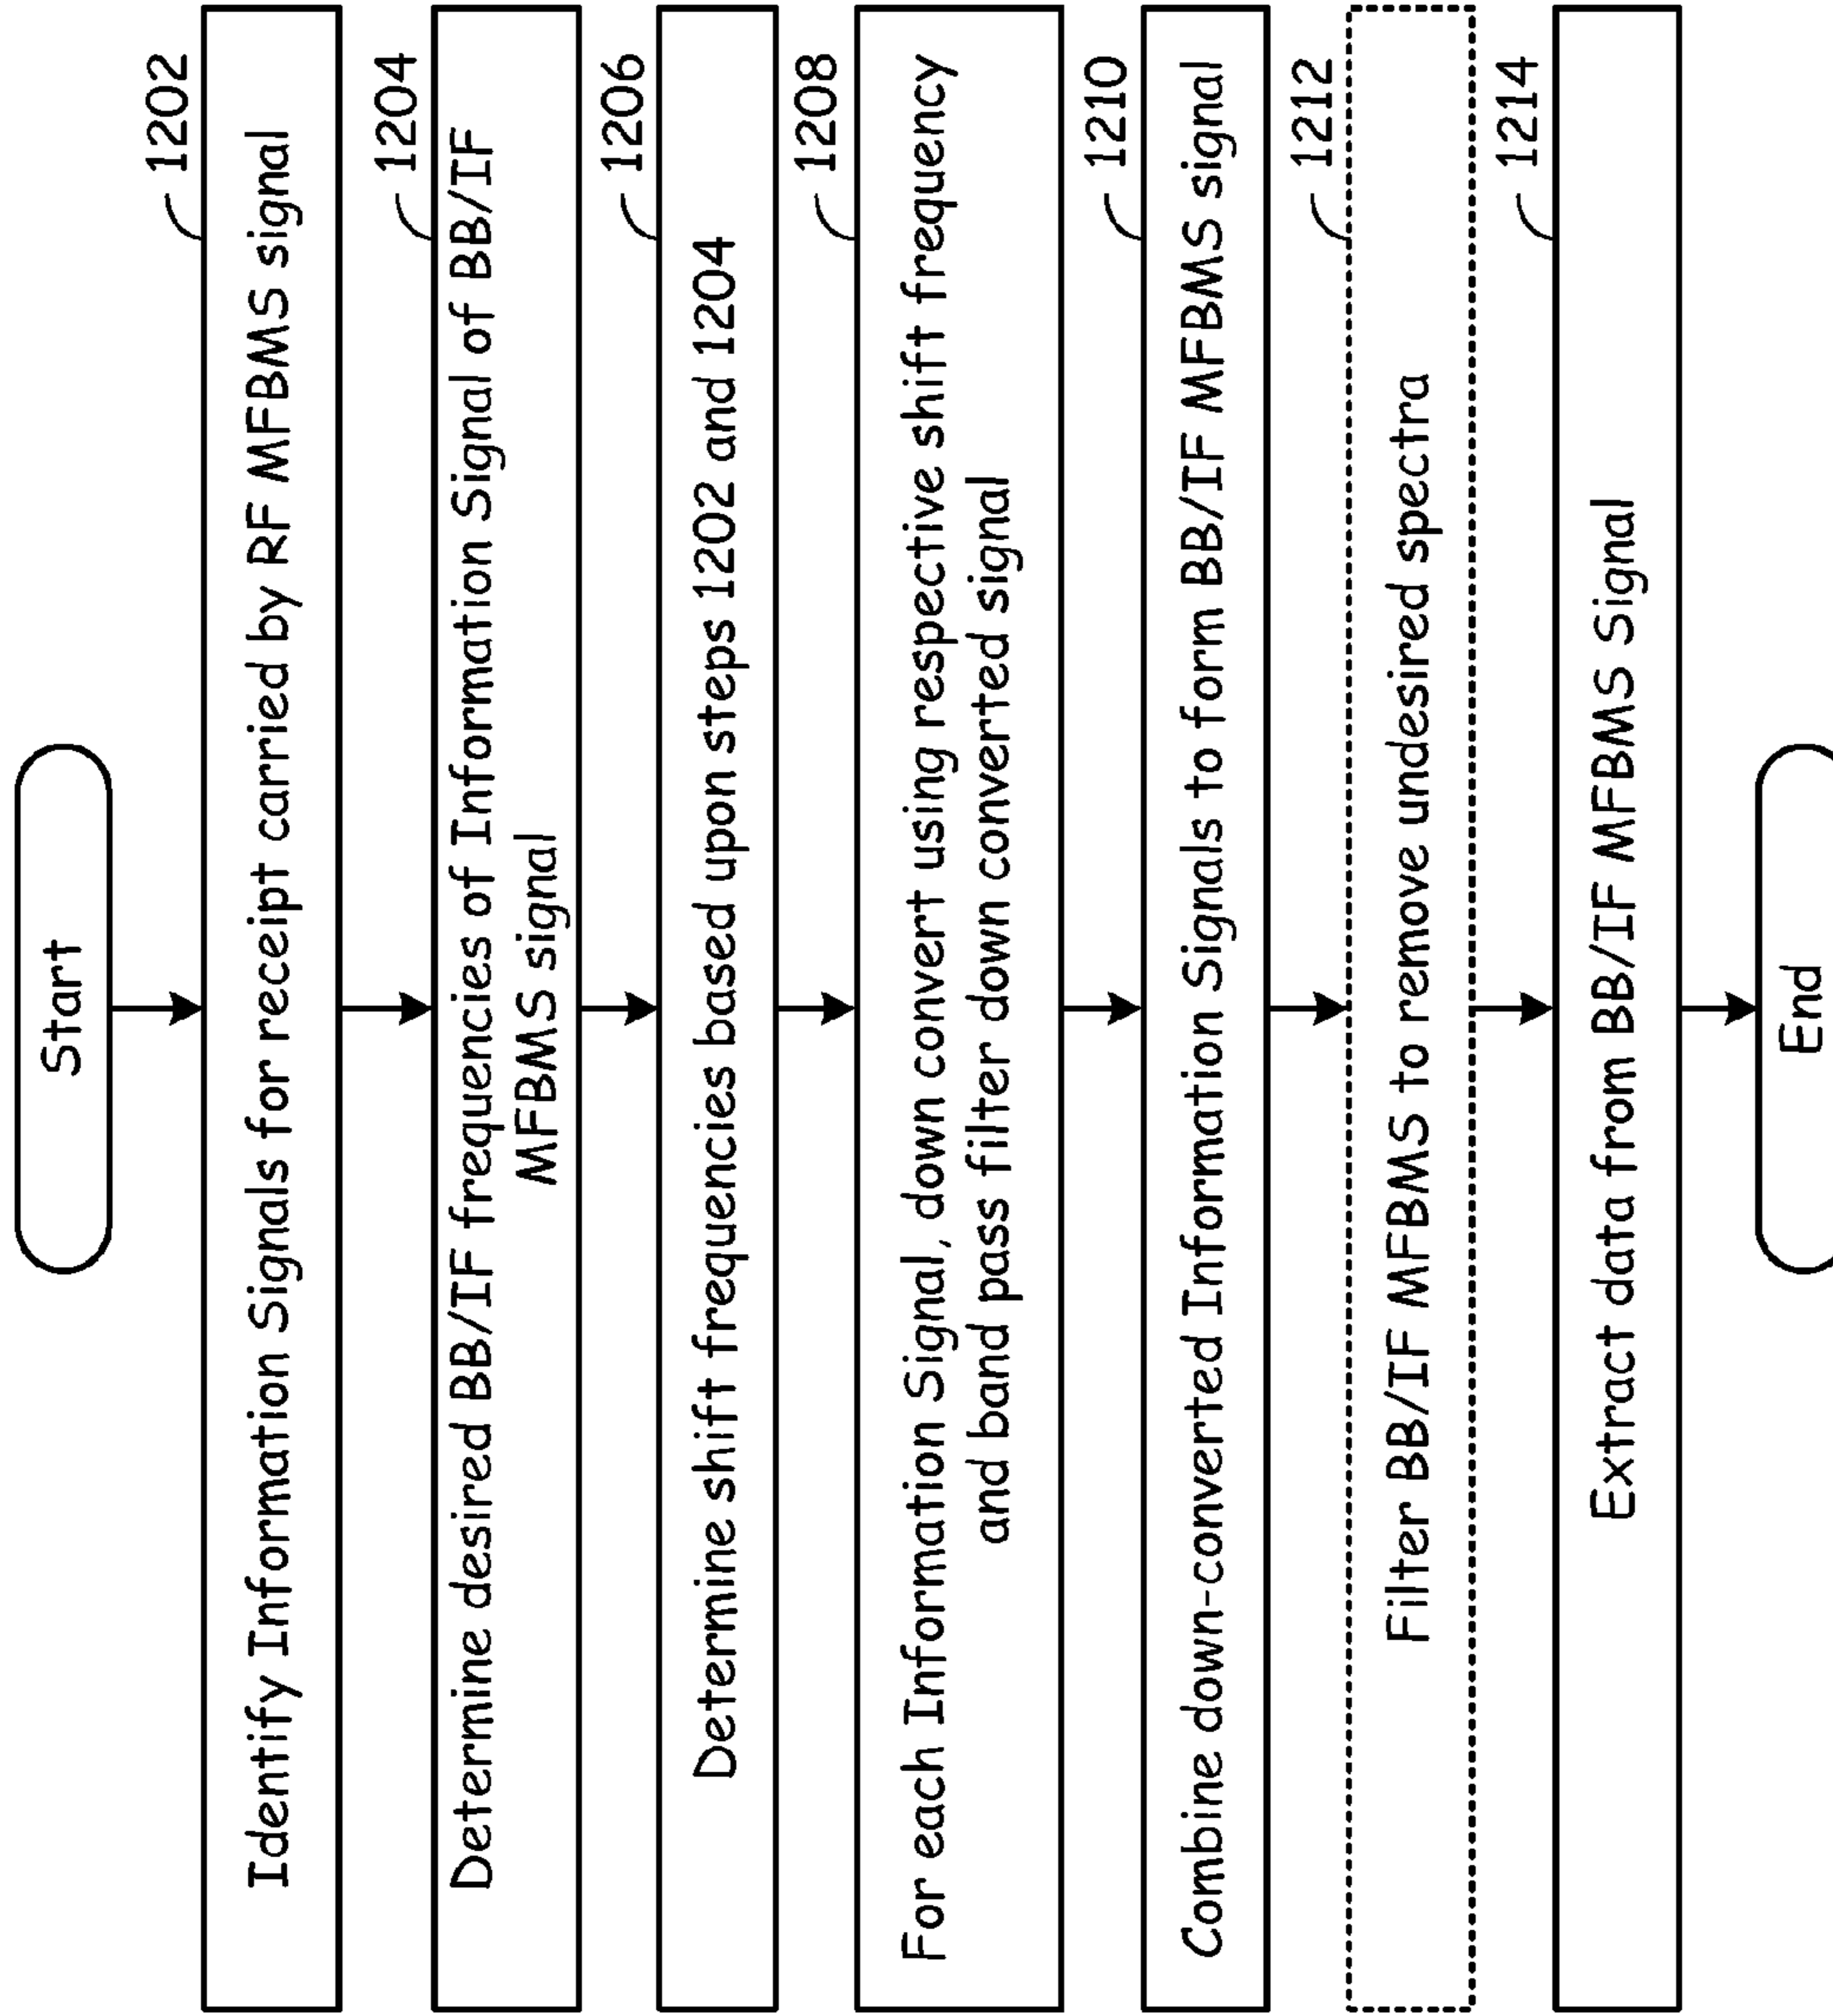 Start
1202
Identify Information Signals for receipt carried by RF MFBMS signal
1204
Determine desired BB/IF frequencies of Information Signal of BB/IF
MFBMS signal
1206
Determine shift frequencies based upon steps 1202 and 1204
1208
For each Information Signal, down convert using respective shift frequency
and band pass filter down converted signal
1210
Combine down-converted Information Signals to form BB/IF MFBMS signal
1212
Filter BB/IF MFBMS to remove undesired spectra
1214
Extract data from BB/IF MFBMS Signal
End